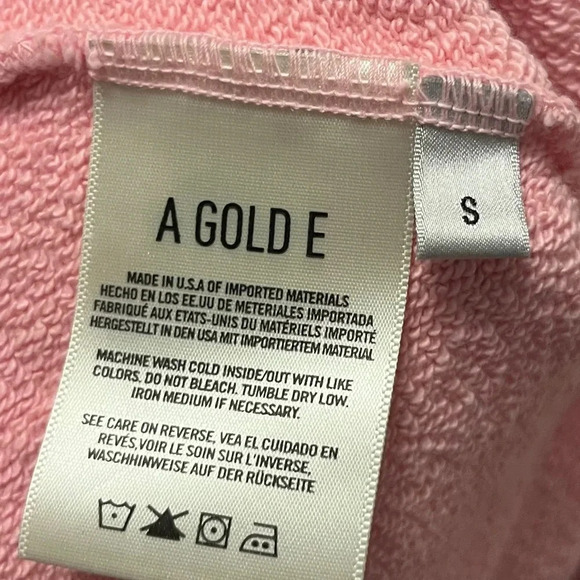 A GOLD E
S
MADE IN U.S.A OF IMPORTED MATERIALS
HECHO EN LOS EE.UU DE METERIALES IMPORTADA
FABRIQUÉ AUX ETATS-UNIS DU MATÉRIELS IMPORTÉ
HERGESTELLT IN DEN USA MIT IMPORTIERTEM MATERIAL
MACHINE WASH COLD INSIDE/OUT WITH LIKE
COLORS. DO NOT BLEACH. TUMBLE DRY LOW.
IRON MEDIUM IF NECESSARY.
SEE CARE ON REVERSE, VEA EL CUIDADO EN
REVÉS,VOIR LE SOIN SUR L'INVERSE,
WASCHHINWEISE AUF DER RÜCKSEITE